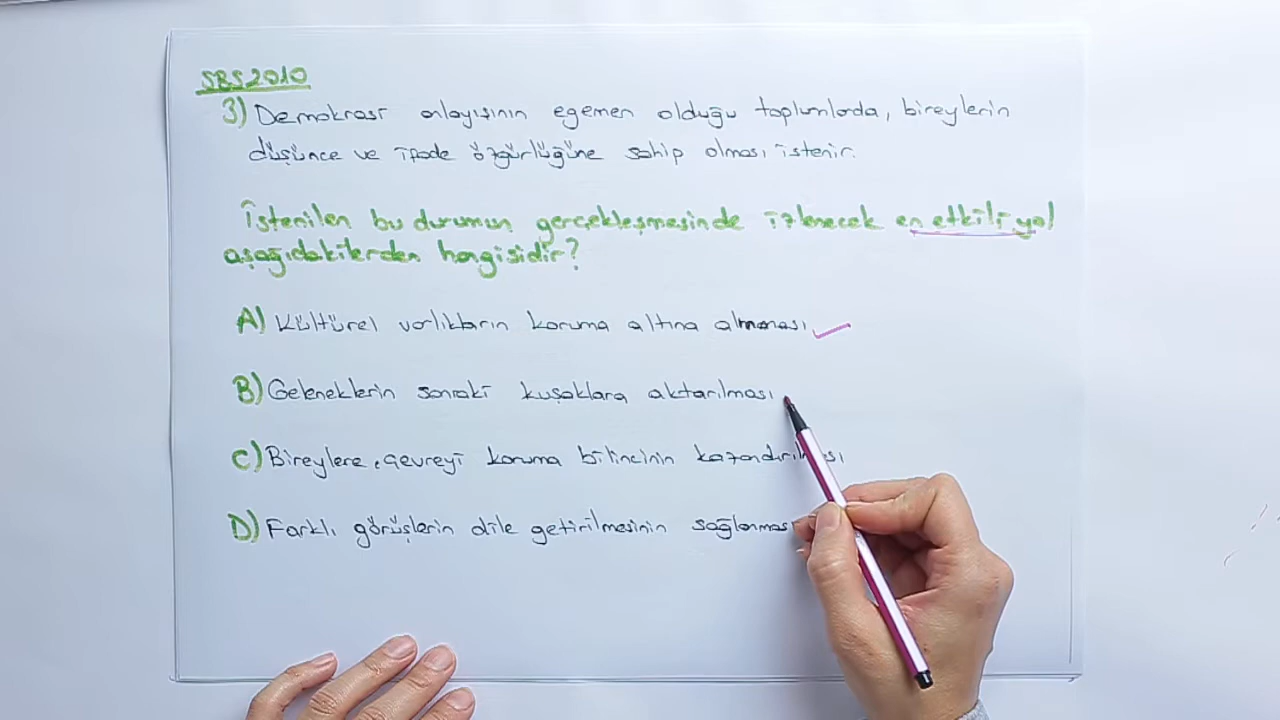 SBS2010
3) Demokrasi anlayışının egemen olduğu toplumlarda, bireylerin
düşünce ve ifade özgürlüğüne sahip olması istenir.
İstenilen bu durumun gerçekleşmesinde izlenecek en etkili yol
aşağıdakilerden hangisidir?
A) Kültürel varlıkların koruma altına alınması
B) Geleneklerin sonraki kuşaklara aktarılması
C) Bireylere, çevreyi koruma bilincinin kazandırılması
D) Farklı görüşlerin dile getirilmesinin sağlanması